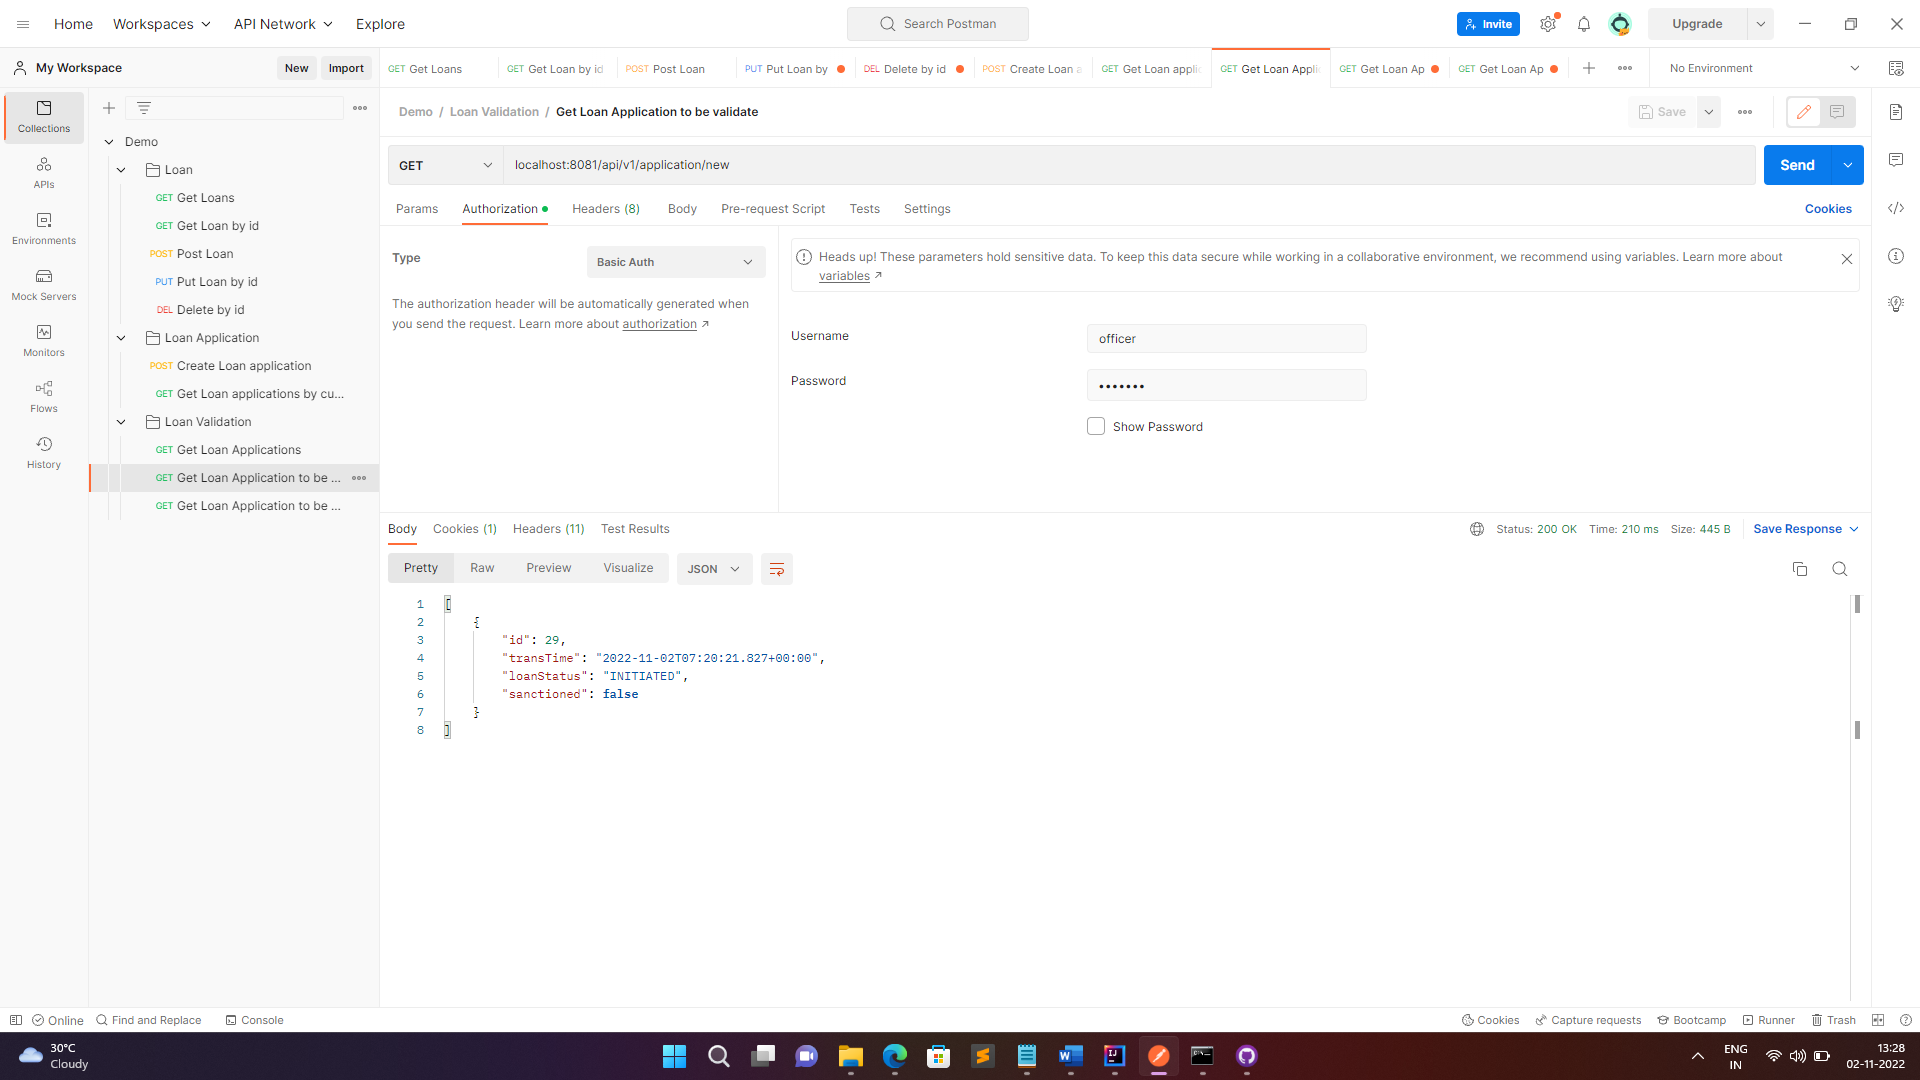 Home Workspaces API Network Explore Search Postman Invite Upgrade
My Workspace New Import
GET Get Loans GET Get Loan by id POST Post Loan PUT Put Loan by DEL Delete by id POST Create Loan a GET Get Loan applic GET Get Loan Appli GET Get Loan Ap GET Get Loan Ap No Environment
Collections
APIs
Environments
Mock Servers
Monitors
Flows
History
Demo
Loan
GET Get Loans
GET Get Loan by id
POST Post Loan
PUT Put Loan by id
DEL Delete by id
Loan Application
POST Create Loan application
GET Get Loan applications by cu...
Loan Validation
GET Get Loan Applications
GET Get Loan Application to be ...
GET Get Loan Application to be ...
Demo / Loan Validation / Get Loan Application to be validate Save
GET localhost:8081/api/v1/application/new Send
Params Authorization Headers (8) Body Pre-request Script Tests Settings Cookies
Type Basic Auth
The authorization header will be automatically generated when
you send the request. Learn more about authorization ↗
Heads up! These parameters hold sensitive data. To keep this data secure while working in a collaborative environment, we recommend using variables. Learn more about
variables ↗
Username officer
Password •••••••
Show Password
Body Cookies (1) Headers (11) Test Results Status: 200 OK Time: 210 ms Size: 445 B Save Response
Pretty Raw Preview Visualize JSON
1 [
2 {
3 "id": 29,
4 "transTime": "2022-11-02T07:20:21.827+00:00",
5 "loanStatus": "INITIATED",
6 "sanctioned": false
7 }
8 ]
Online Find and Replace Console Cookies Capture requests Bootcamp Runner Trash
30°C
Cloudy
ENG
IN
13:28
02-11-2022